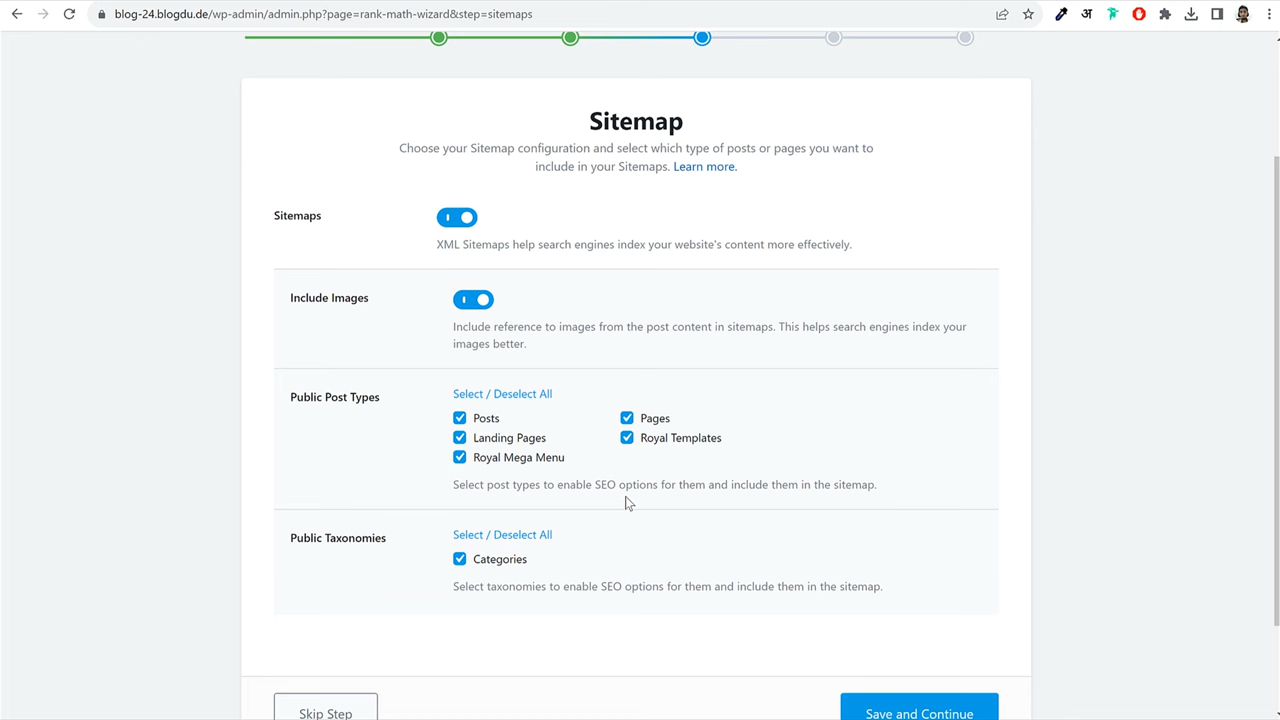 blog-24.blogdu.de/wp-admin/admin.php?page=rank-math-wizard&step=sitemaps
अ
Sitemap
Choose your Sitemap configuration and select which type of posts or pages you want to
include in your Sitemaps. Learn more.
Sitemaps
XML Sitemaps help search engines index your website's content more effectively.
Include Images
Include reference to images from the post content in sitemaps. This helps search engines index your
images better.
Public Post Types
Select / Deselect All
Posts
Pages
Landing Pages
Royal Templates
Royal Mega Menu
Select post types to enable SEO options for them and include them in the sitemap.
Public Taxonomies
Select / Deselect All
Categories
Select taxonomies to enable SEO options for them and include them in the sitemap.
Skip Step
Save and Continue